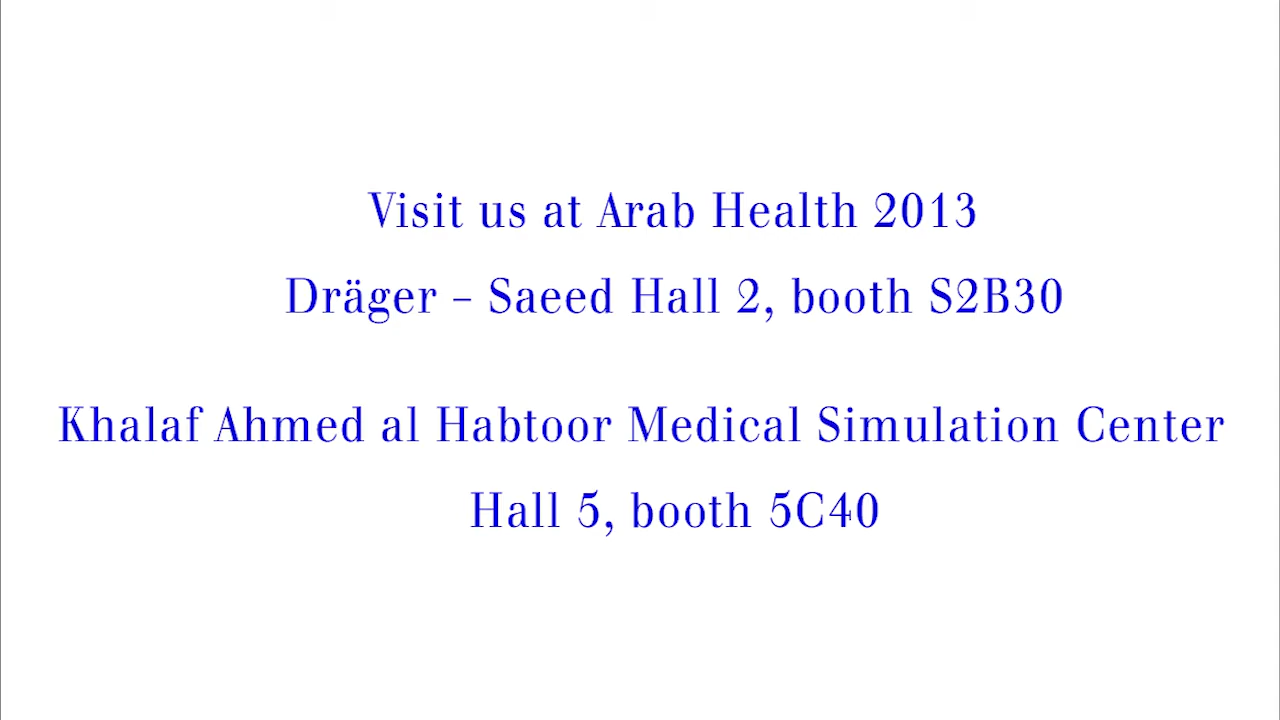 Visit us at Arab Health 2013
Dräger – Saeed Hall 2, booth S2B30
Khalaf Ahmed al Habtoor Medical Simulation Center
Hall 5, booth 5C40